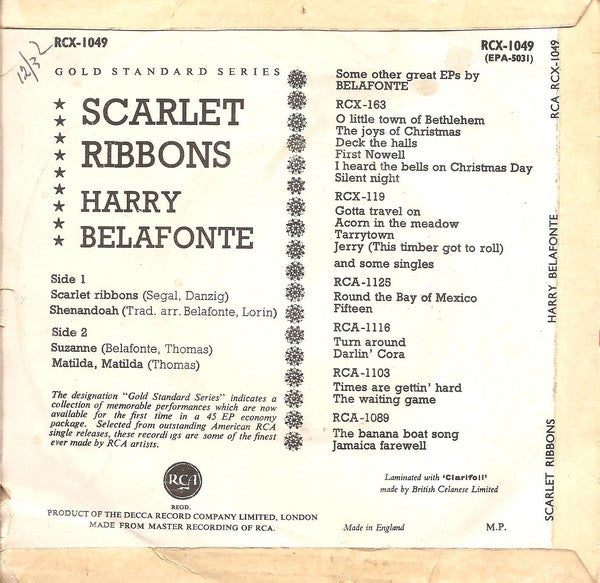 12/3 2
RCX-1049
GOLD STANDARD SERIES
SCARLET
RIBBONS
HARRY
BELAFONTE
Side 1
Scarlet ribbons (Segal, Danzig)
Shenandoah (Trad. arr. Belafonte, Lorin)
Side 2
Suzanne (Belafonte, Thomas)
Matilda, Matilda (Thomas)
The designation "Gold Standard Series" indicates a
collection of memorable performances which are now
available for the first time in a 45 EP economy
package. Selected from outstanding American RCA
single releases, these recordings are some of the finest
ever made by RCA artists.
RCX-1049
(EPA-5031)
Some other great EPs by
BELAFONTE
RCX-163
O little town of Bethlehem
The joys of Christmas
Deck the halls
First Nowell
I heard the bells on Christmas Day
Silent night
RCX-119
Gotta travel on
Acorn in the meadow
Tarrytown
Jerry (This timber got to roll)
and some singles
RCA-1125
Round the Bay of Mexico
Fifteen
RCA-1116
Turn around
Darlin' Cora
RCA-1103
Times are gettin' hard
The waiting game
RCA-1089
The banana boat song
Jamaica farewell
RCA
REGD.
PRODUCT OF THE DECCA RECORD COMPANY LIMITED, LONDON
MADE FROM MASTER RECORDING OF RCA.
Laminated with 'Clarifoil'
made by British Celanese Limited
Made in England
M.P.
SCARLET RIBBONS
HARRY BELAFONTE
RCA RCX-1049